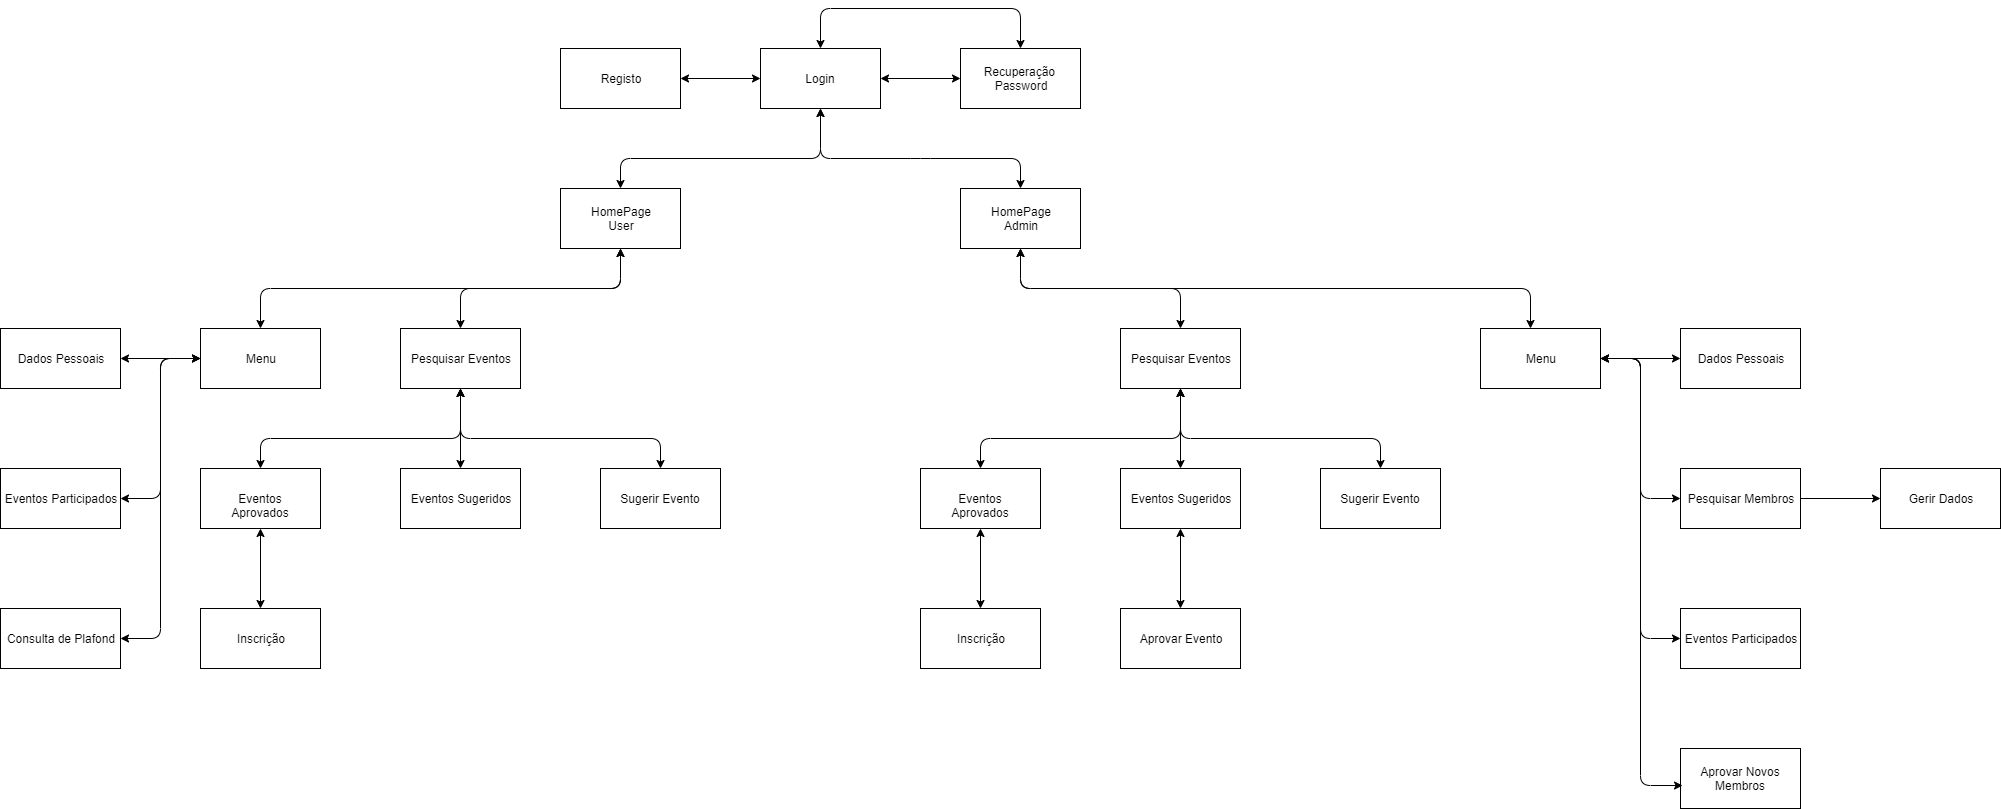 Registo
Login
Recuperação
Password
HomePage
User
HomePage
Admin
Dados Pessoais
Menu
Pesquisar Eventos
Pesquisar Eventos
Menu
Dados Pessoais
Eventos Participados
Eventos
Aprovados
Eventos Sugeridos
Sugerir Evento
Eventos
Aprovados
Eventos Sugeridos
Sugerir Evento
Pesquisar Membros
Gerir Dados
Consulta de Plafond
Inscrição
Inscrição
Aprovar Evento
Eventos Participados
Aprovar Novos
Membros